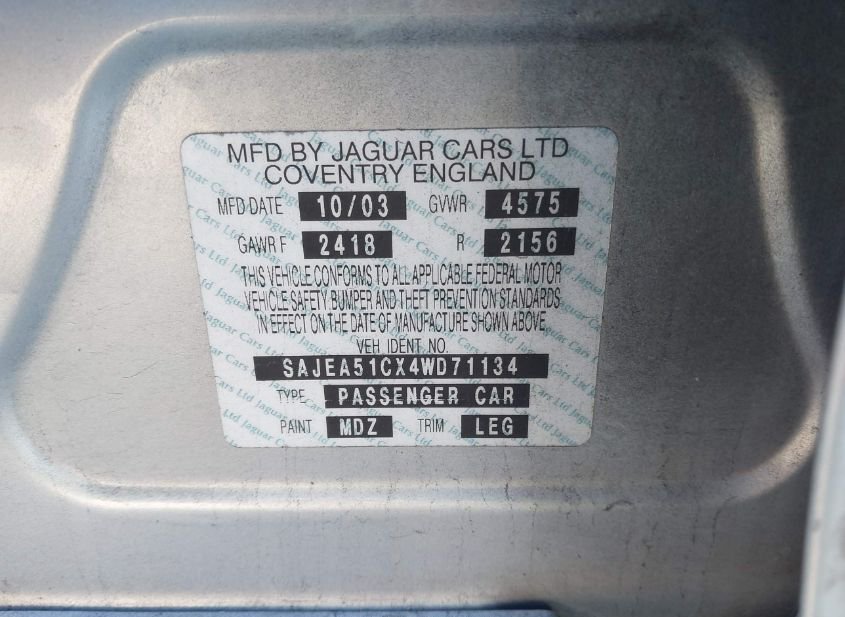 MFD BY JAGUAR CARS LTD
COVENTRY ENGLAND
MFD DATE 10/03 GVWR 4575
GAWR F 2418 R 2156
THIS VEHICLE CONFORMS TO ALL APPLICABLE FEDERAL MOTOR
VEHICLE SAFETY BUMPER AND THEFT PREVENTION STANDARDS
IN EFFECT ON THE DATE OF MANUFACTURE SHOWN ABOVE.
VEH IDENT NO.
SAJEA51CX4WD71134
TYPE PASSENGER CAR
PAINT MDZ TRIM LEG